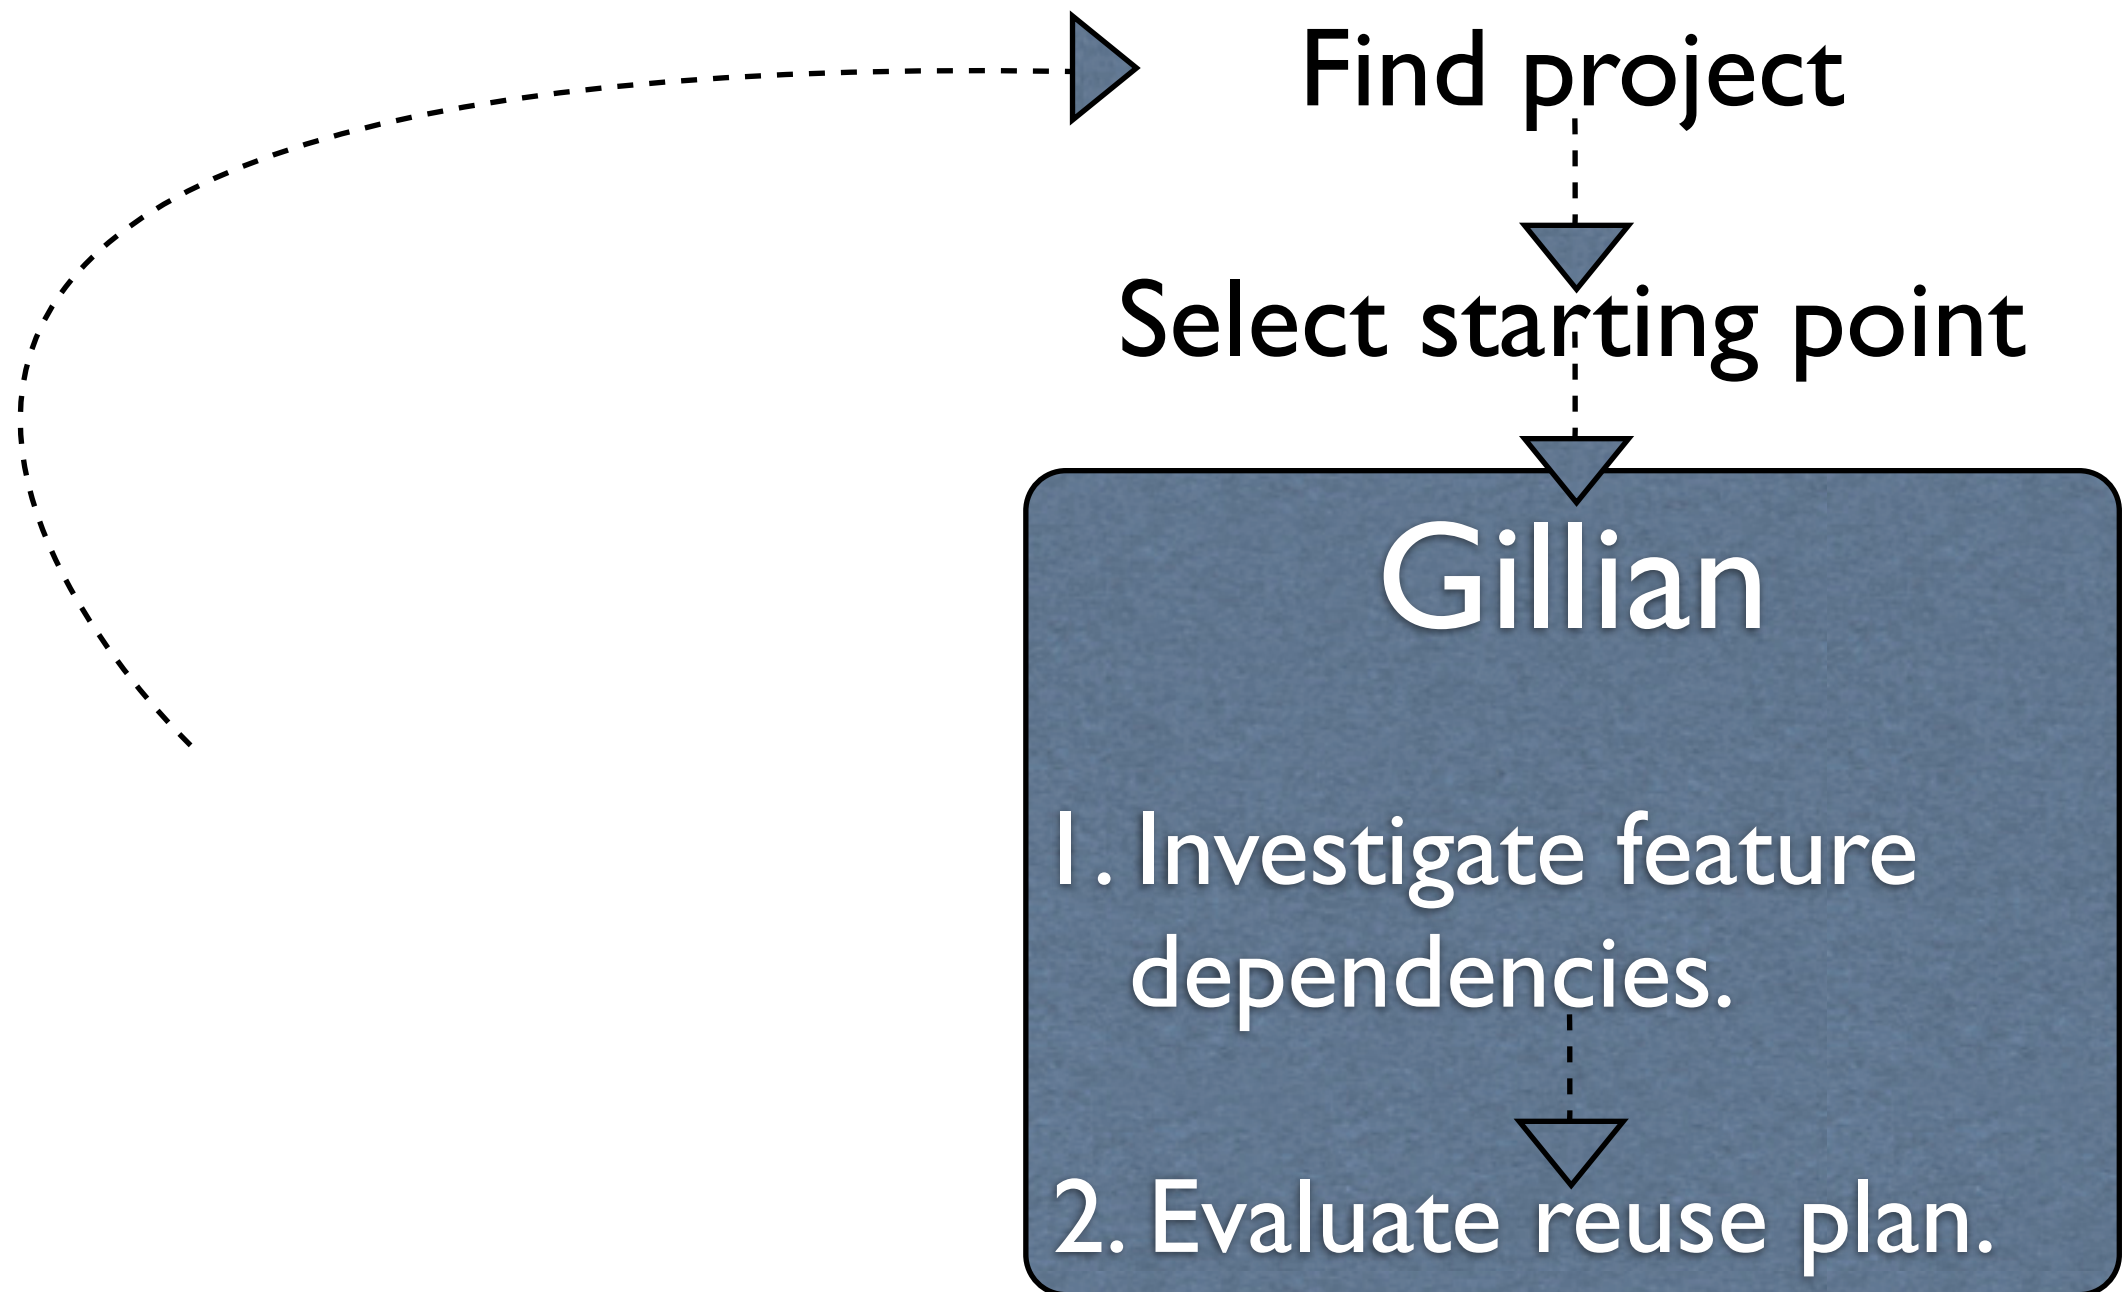 Find project
Select starting point
Gillian
1. Investigate feature
dependencies.
2. Evaluate reuse plan.